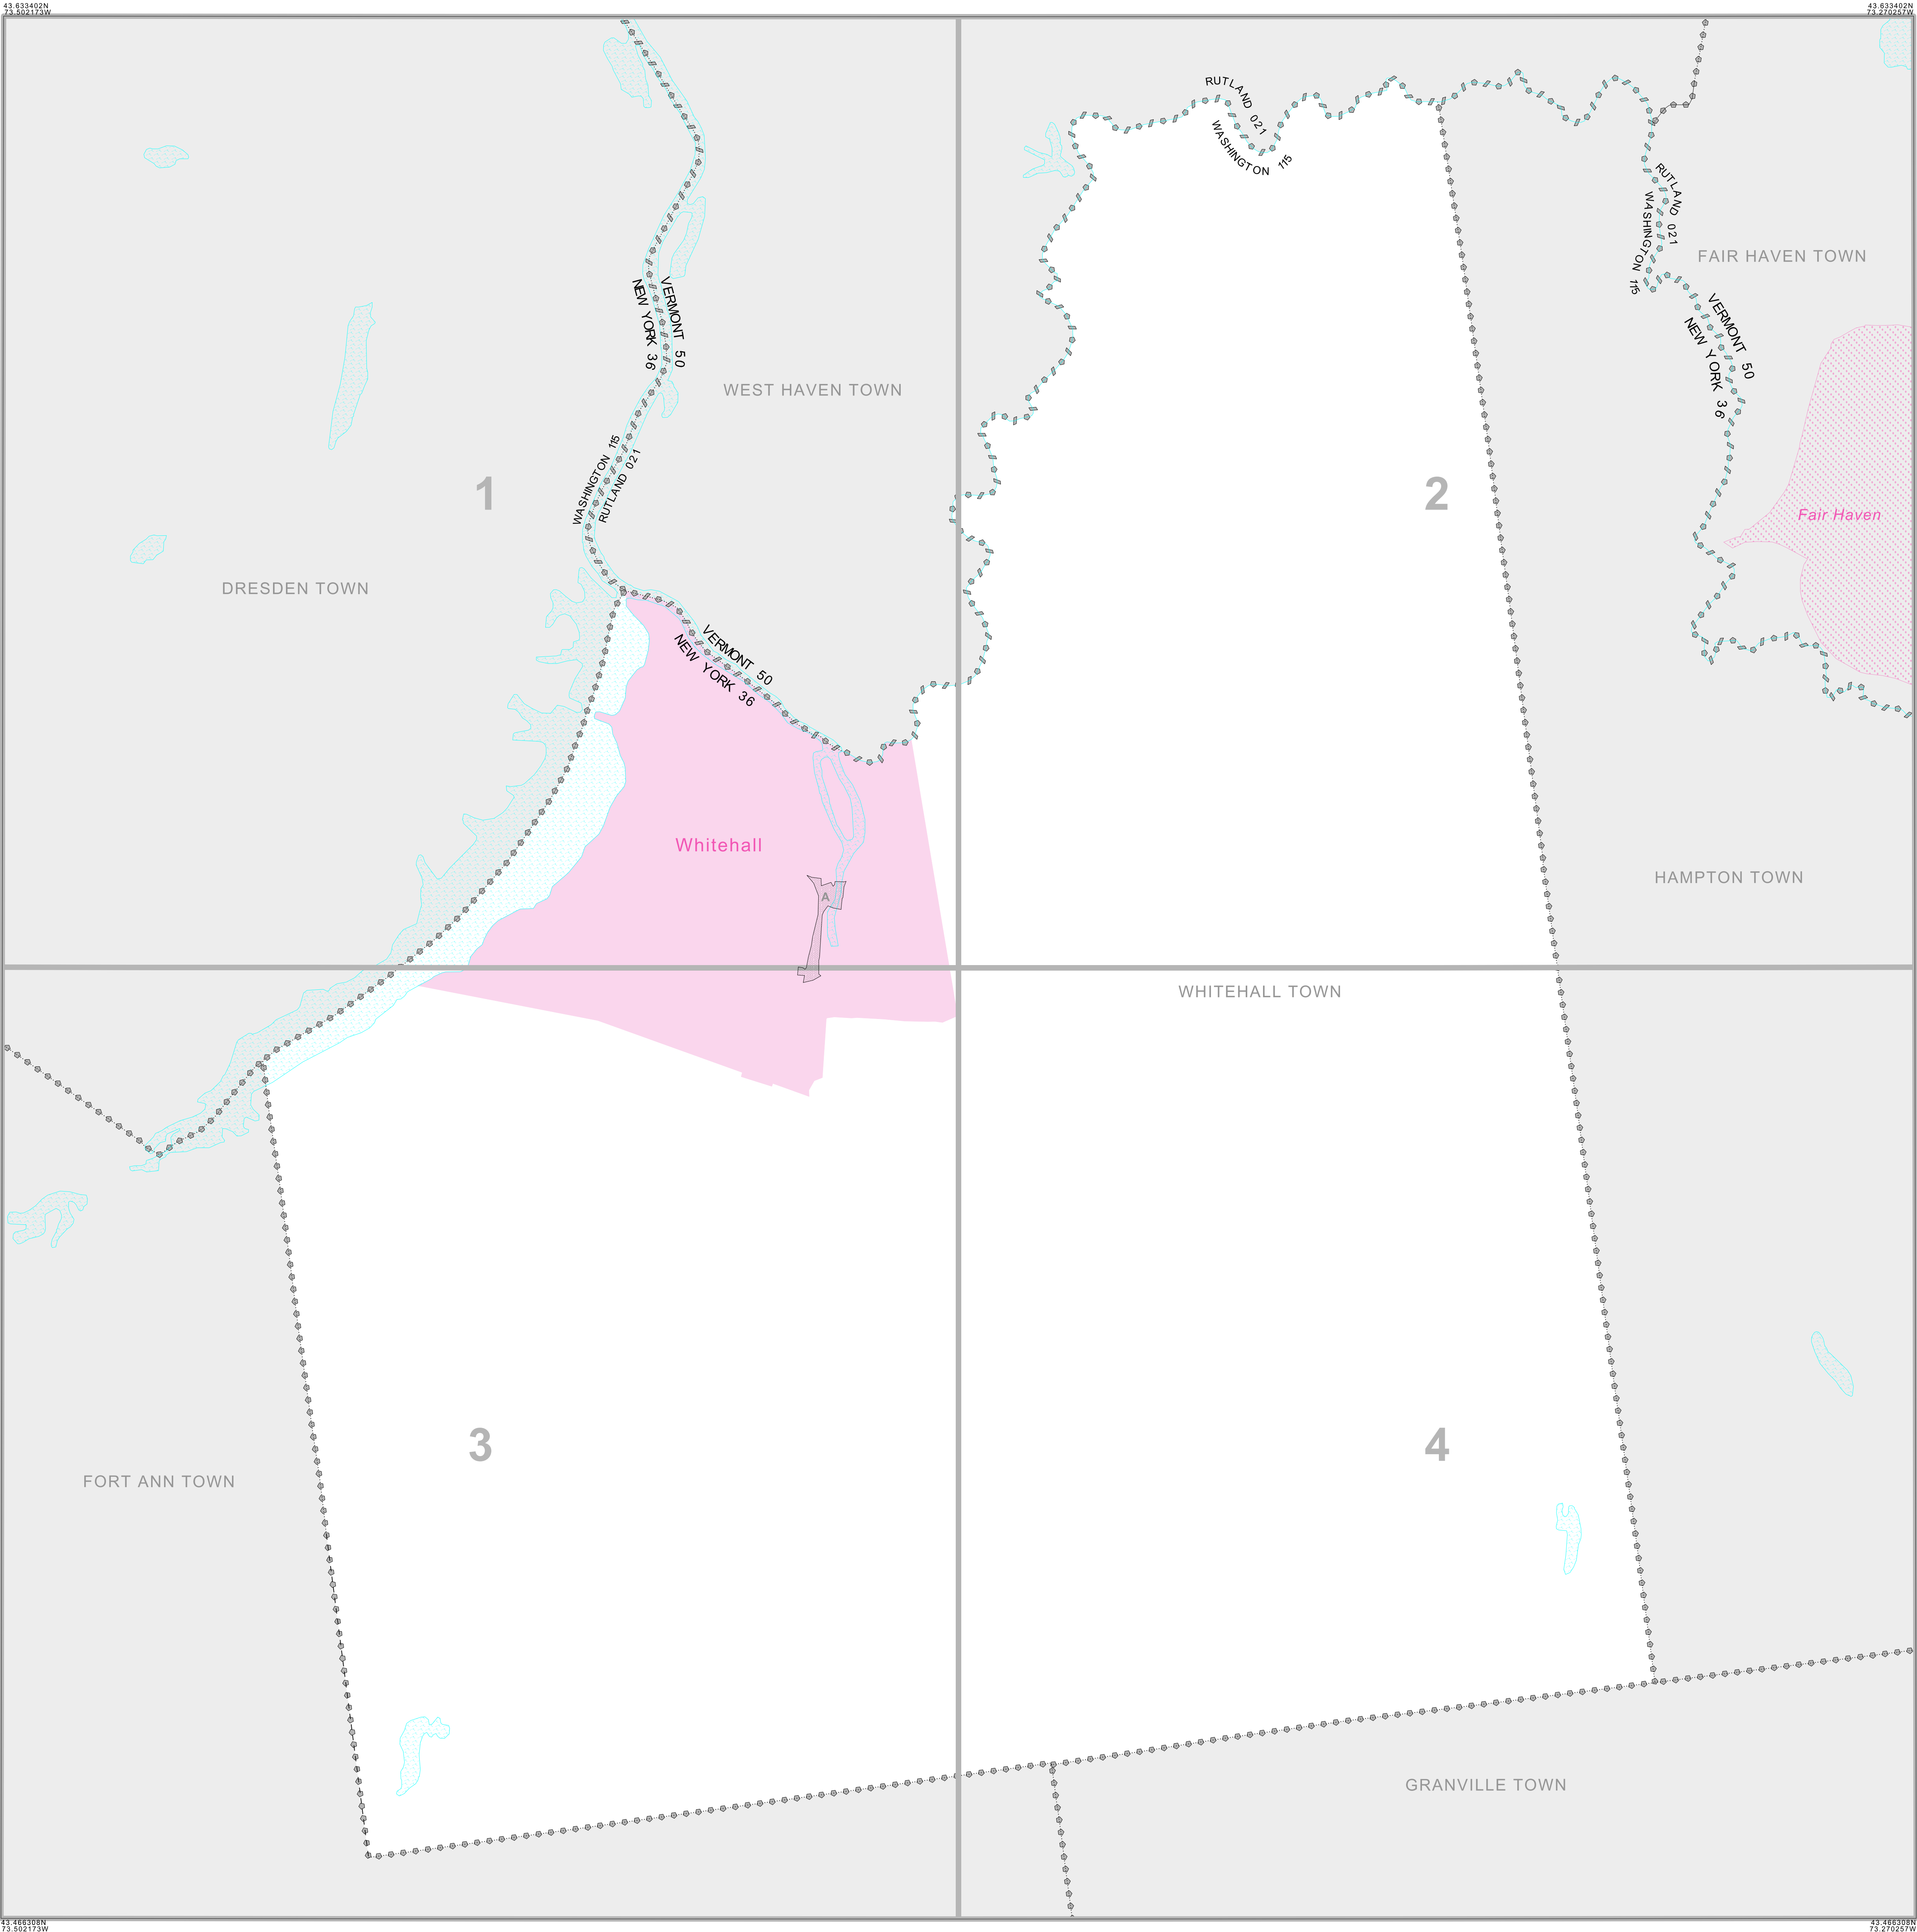 43.633402N
73.502173W
43.633402N
73.270257W
RUTLAND 021
WASHINGTON 115
RUTLAND 021
WASHINGTON 115
FAIR HAVEN TOWN
VERMONT 50
NEW YORK 36
VERMONT 50
NEW YORK 36
WEST HAVEN TOWN
WASHINGTON 115
RUTLAND 021
1
2
Fair Haven
DRESDEN TOWN
VERMONT 50
NEW YORK 36
Whitehall
HAMPTON TOWN
A
WHITEHALL TOWN
3
4
FORT ANN TOWN
GRANVILLE TOWN
43.466308N
73.502173W
43.466308N
73.270257W